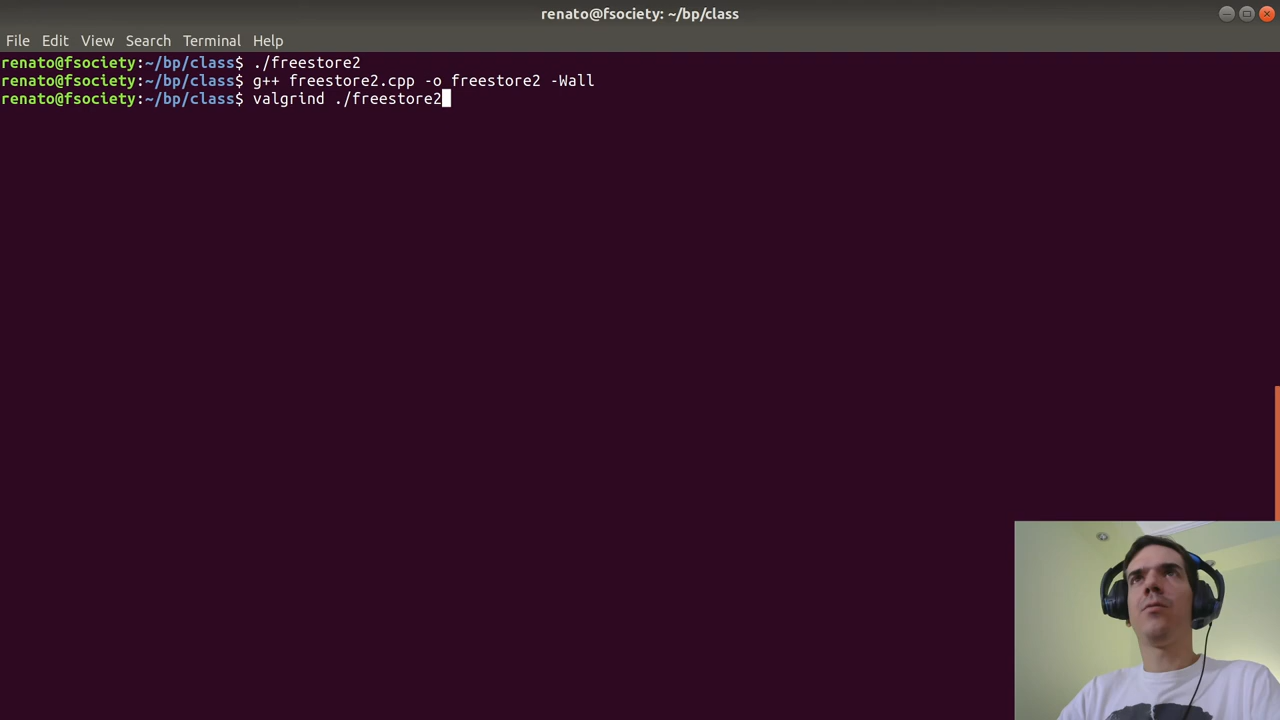 renato@fsociety: ~/bp/class
File Edit View Search Terminal Help
renato@fsociety:~/bp/class$ ./freestore2
renato@fsociety:~/bp/class$ g++ freestore2.cpp -o freestore2 -Wall
renato@fsociety:~/bp/class$ valgrind ./freestore2